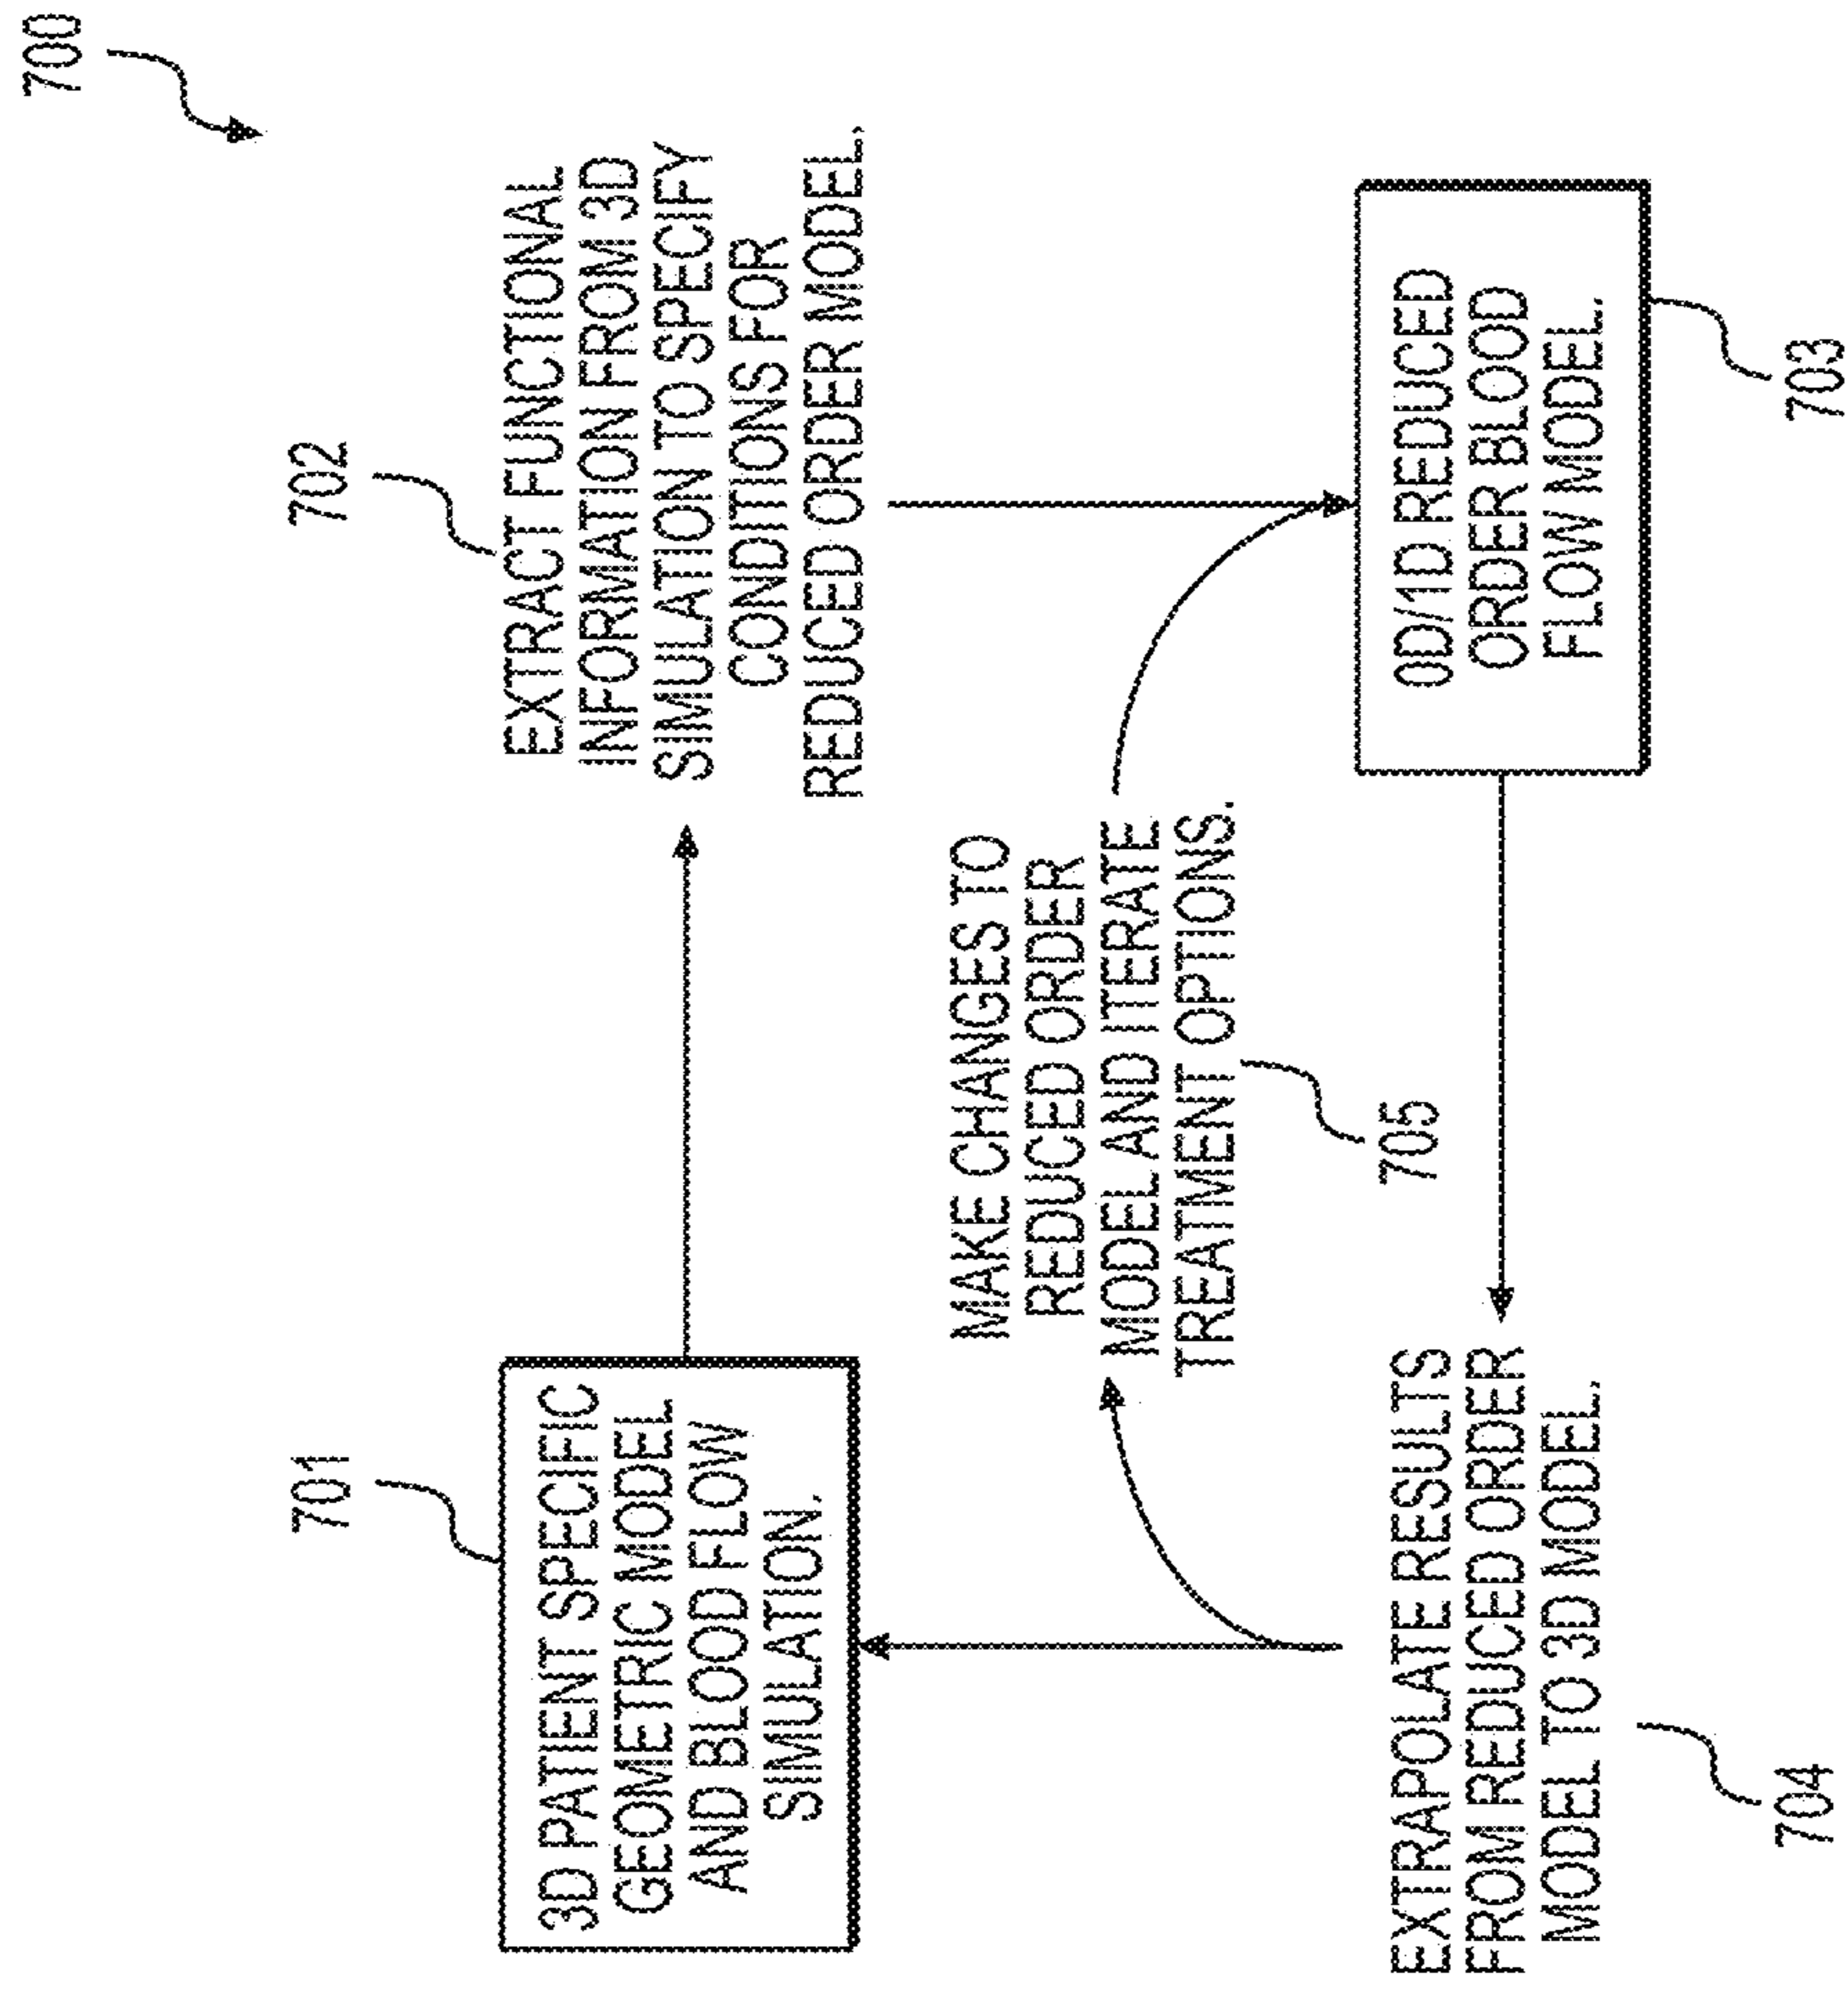 700
701
3D PATIENT SPECIFIC
GEOMETRIC MODEL
AND BLOOD FLOW
SIMULATION.
702
EXTRACT FUNCTIONAL
INFORMATION FROM 3D
SIMULATION TO SPECIFY
CONDITIONS FOR
REDUCED ORDER MODEL.
MAKE CHANGES TO
REDUCED ORDER
MODEL AND ITERATE
TREATMENT OPTIONS.
705
EXTRAPOLATE RESULTS
FROM REDUCED ORDER
MODEL TO 3D MODEL.
704
0D/1D REDUCED
ORDER BLOOD
FLOW MODEL.
703